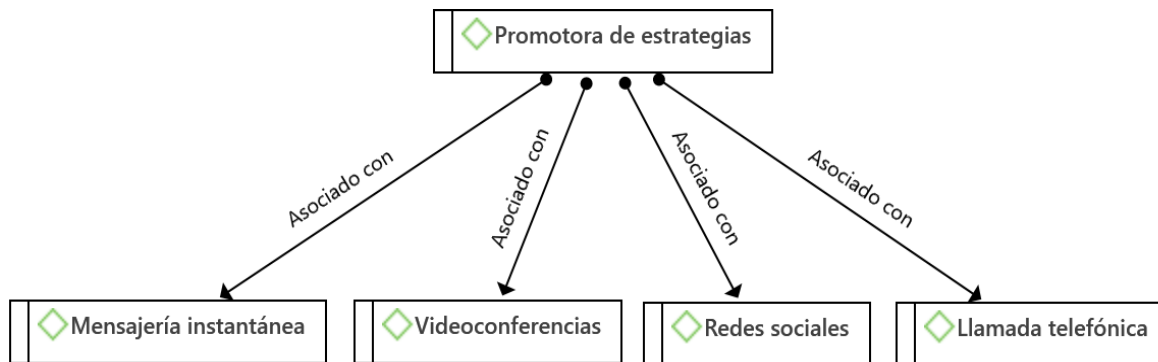 Promotora de estrategias
Asociado con
Asociado con
Asociado con
Asociado con
Mensajería instantánea
Videoconferencias
Redes sociales
Llamada telefónica